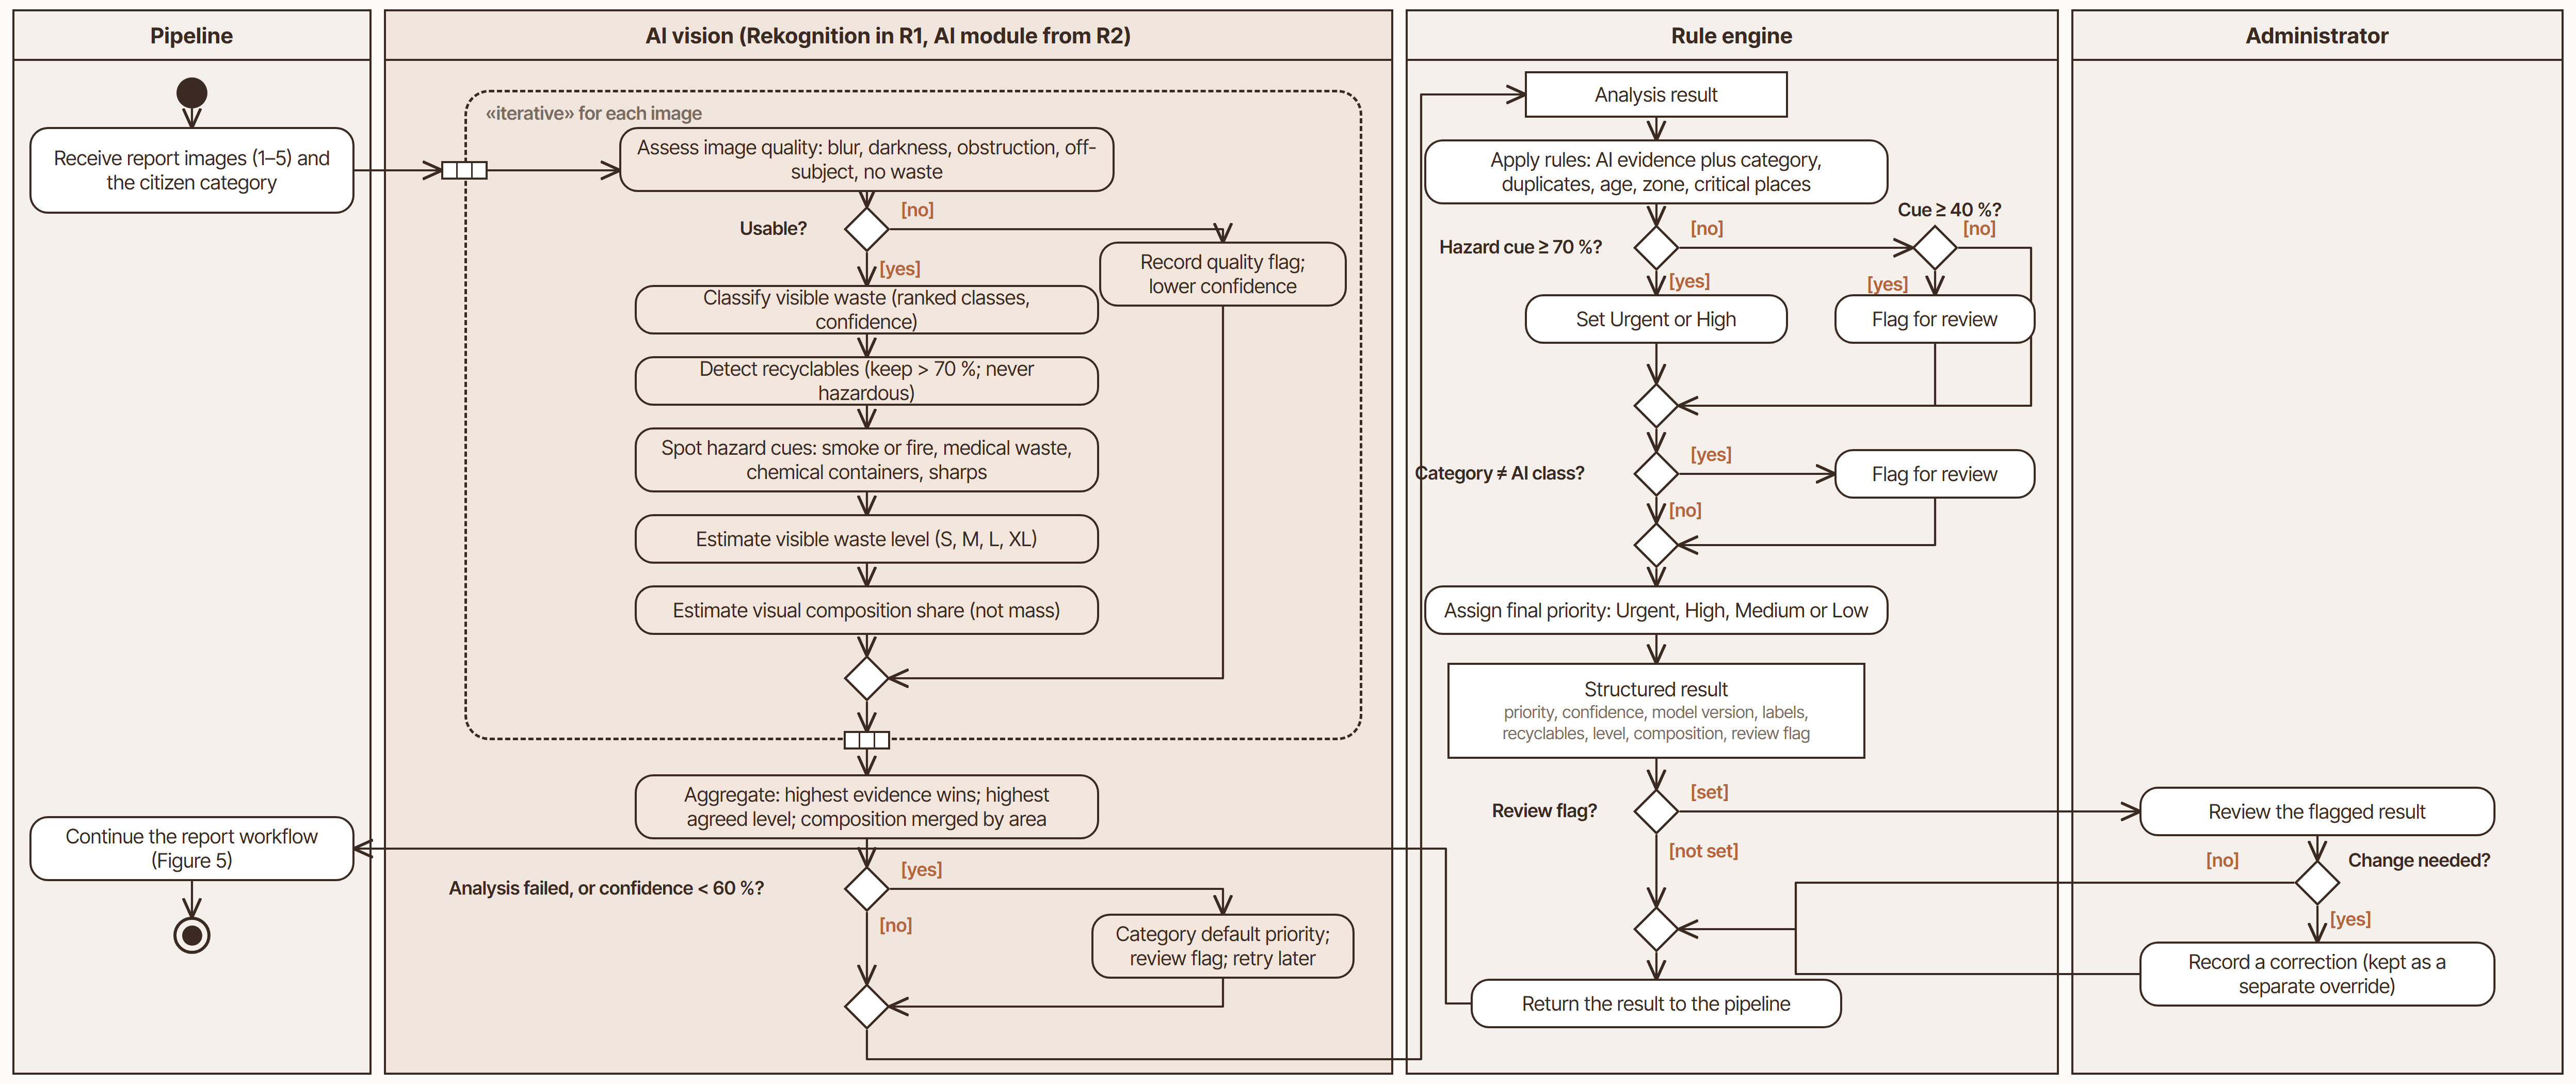 Pipeline
Receive report images (1–5) and
the citizen category
Continue the report workflow
(Figure 5)
AI vision (Rekognition in R1, AI module from R2)
«iterative» for each image
Assess image quality: blur, darkness, obstruction, off-
subject, no waste
Usable?
[no]
[yes]
Record quality flag;
lower confidence
Classify visible waste (ranked classes,
confidence)
Detect recyclables (keep > 70 %; never
hazardous)
Spot hazard cues: smoke or fire, medical waste,
chemical containers, sharps
Estimate visible waste level (S, M, L, XL)
Estimate visual composition share (not mass)
Aggregate: highest evidence wins; highest
agreed level; composition merged by area
Analysis failed, or confidence < 60 %?
[yes]
[no]
Category default priority;
review flag; retry later
Rule engine
Analysis result
Apply rules: AI evidence plus category,
duplicates, age, zone, critical places
Hazard cue ≥ 70 %?
[no]
Cue ≥ 40 %?
[no]
[yes]
[yes]
Set Urgent or High
Flag for review
Category ≠ AI class?
[yes]
Flag for review
[no]
Assign final priority: Urgent, High, Medium or Low
Structured result
priority, confidence, model version, labels,
recyclables, level, composition, review flag
Review flag?
[set]
[not set]
Return the result to the pipeline
Administrator
Review the flagged result
[no]
Change needed?
[yes]
Record a correction (kept as a
separate override)